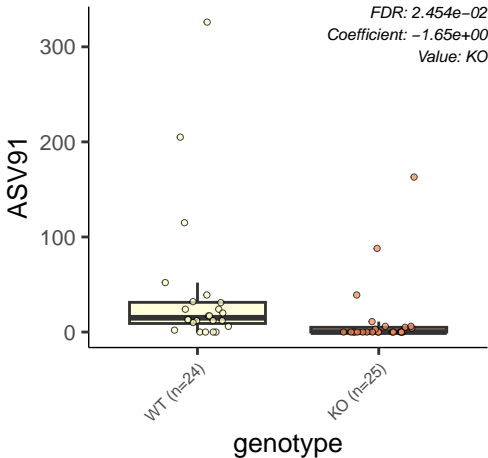 FDR: 2.454e−02
Coefficient: −1.65e+00
Value: KO
300
200
100
0
ASV91
WT (n=24)
KO (n=25)
genotype